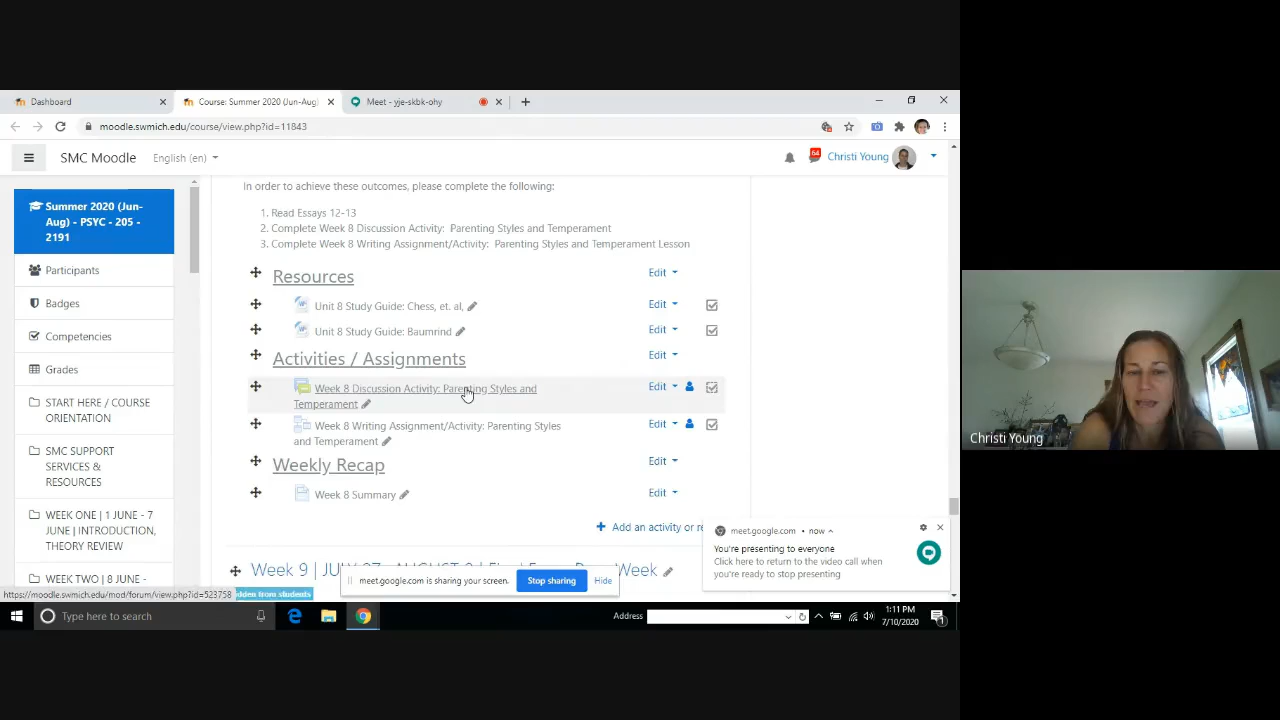 Dashboard
Course: Summer 2020 (Jun-Aug)
Meet - yje-skbk-ohy
moodle.swmich.edu/course/view.php?id=11843
SMC Moodle
English (en)
64
Christi Young
Summer 2020 (Jun-
Aug) - PSYC - 205 -
2191
Participants
Badges
Competencies
Grades
START HERE / COURSE
ORIENTATION
SMC SUPPORT
SERVICES &
RESOURCES
WEEK ONE | 1 JUNE - 7
JUNE | INTRODUCTION,
THEORY REVIEW
WEEK TWO | 8 JUNE -
In order to achieve these outcomes, please complete the following:
1. Read Essays 12-13
2. Complete Week 8 Discussion Activity: Parenting Styles and Temperament
3. Complete Week 8 Writing Assignment/Activity: Parenting Styles and Temperament Lesson
Resources
Edit
Unit 8 Study Guide: Chess, et. al,
Edit
Unit 8 Study Guide: Baumrind
Edit
Activities / Assignments
Edit
Week 8 Discussion Activity: Parenting Styles and
Temperament
Edit
Week 8 Writing Assignment/Activity: Parenting Styles
and Temperament
Edit
Weekly Recap
Edit
Week 8 Summary
Edit
Add an activity or re
Week 9 | JULY 27
Week
dden from students
https://moodle.swmich.edu/mod/forum/view.php?id=523758
meet.google.com is sharing your screen.
Stop sharing
Hide
meet.google.com • now
You're presenting to everyone
Click here to return to the video call when
you're ready to stop presenting
Type here to search
Address
1:11 PM
7/10/2020
1
Christi Young